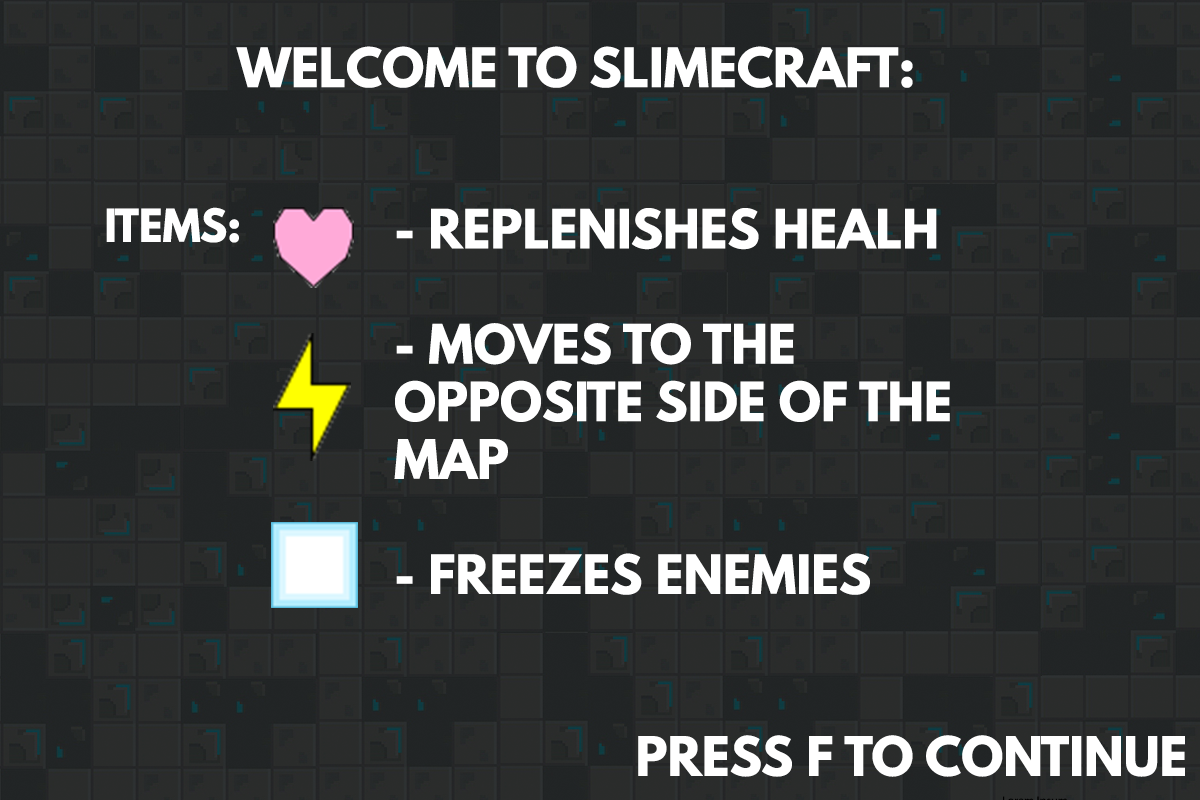 WELCOME TO SLIMECRAFT:
ITEMS: - REPLENISHES HEALH
- MOVES TO THE
OPPOSITE SIDE OF THE
MAP
- FREEZES ENEMIES
PRESS F TO CONTINUE